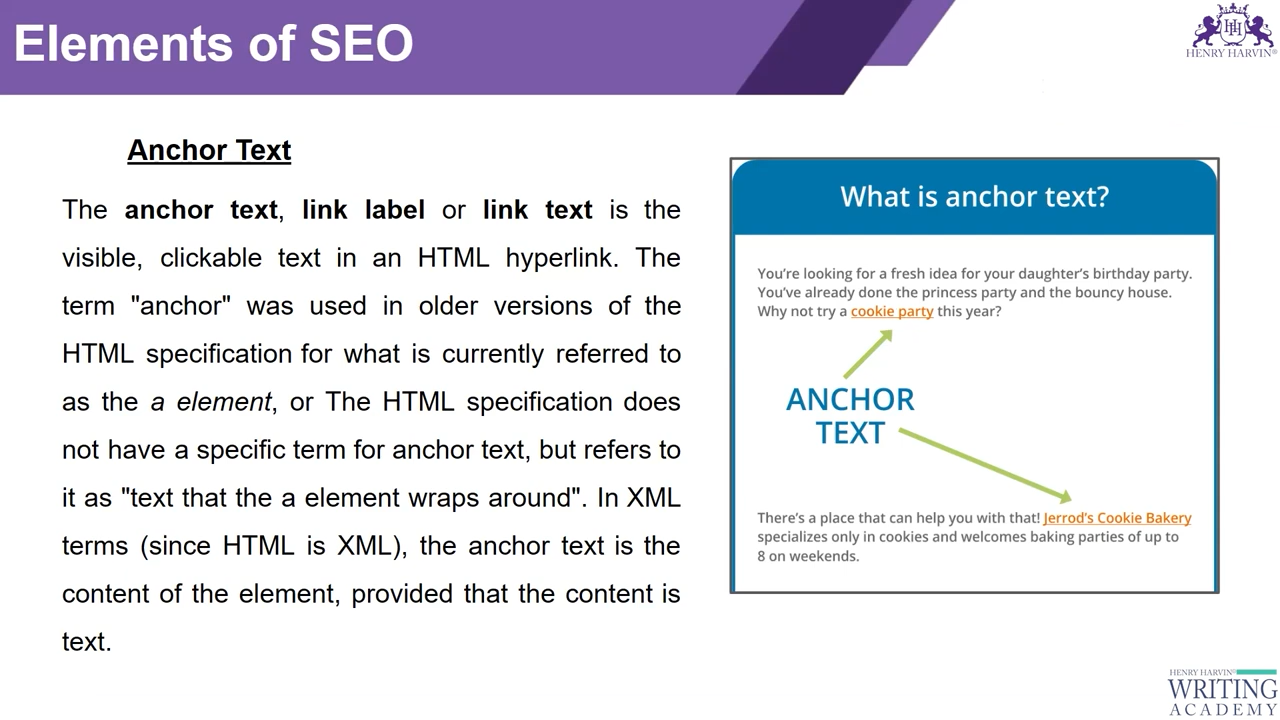 Elements of SEO
HENRY HARVIN®
Anchor Text
The anchor text, link label or link text is the
visible, clickable text in an HTML hyperlink. The
term "anchor" was used in older versions of the
HTML specification for what is currently referred to
as the a element, or The HTML specification does
not have a specific term for anchor text, but refers to
it as "text that the a element wraps around". In XML
terms (since HTML is XML), the anchor text is the
content of the element, provided that the content is
text.
What is anchor text?
You're looking for a fresh idea for your daughter's birthday party.
You've already done the princess party and the bouncy house.
Why not try a cookie party this year?
ANCHOR
TEXT
There's a place that can help you with that! Jerrod's Cookie Bakery
specializes only in cookies and welcomes baking parties of up to
8 on weekends.
HENRY HARVIN®
WRITING
ACADEMY